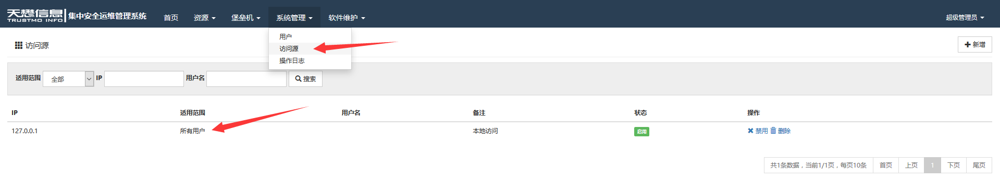 天懋信息 TRUSTMO INFO 集中安全运维管理系统 首页 资源 堡垒机 系统管理 软件维护 超级管理员
用户
访问源
操作日志
访问源 新增
适用范围 全部 IP 用户名 搜索
IP 适用范围 用户名 备注 状态 操作
127.0.0.1 所有用户 本地访问 启用 禁用 删除
共1条数据，当前1/1页，每页10条 首页 上页 1 下页 尾页